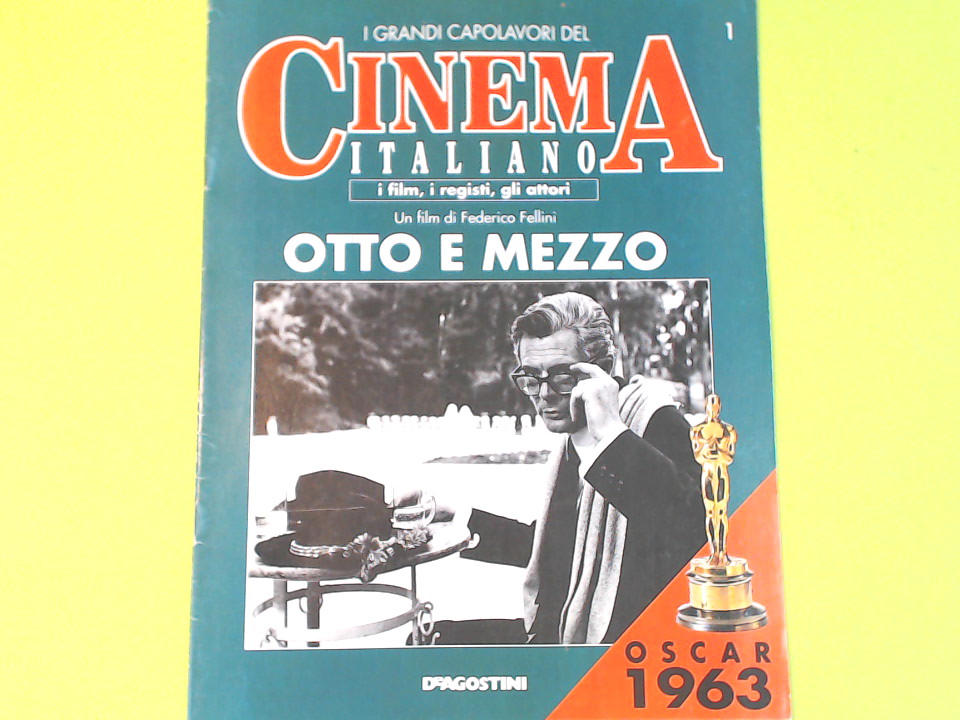 I GRANDI CAPOLAVORI DEL
1
CINEMA
ITALIANO
i film, i registi, gli attori
Un film di Federico Fellini
OTTO E MEZZO
OSCAR
1963
DEAGOSTINI